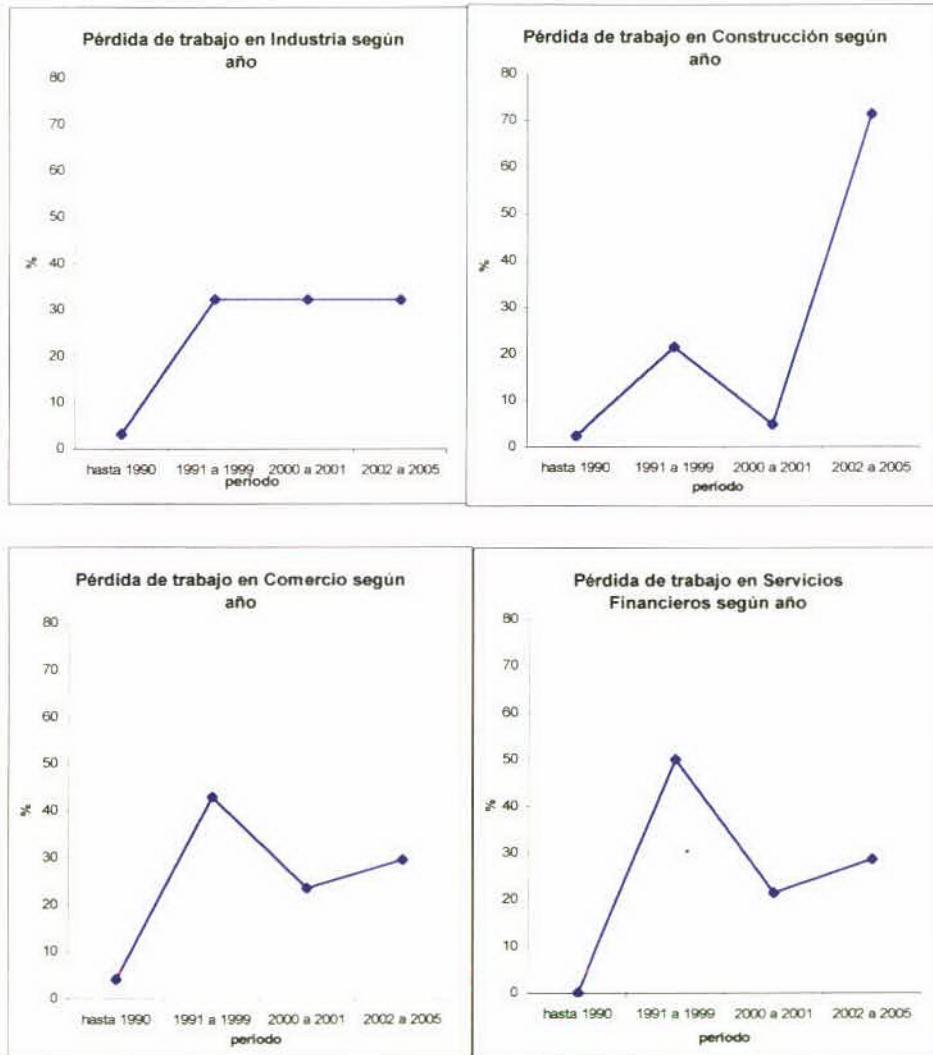 Pérdida de trabajo en Industria según
año
80
70
60
50
40
30
20
10
0
%
hasta 1990 1991 a 1999 2000 a 2001 2002 a 2005
período
Pérdida de trabajo en Construcción según
año
80
70
60
50
40
30
20
10
0
%
hasta 1990 1991 a 1999 2000 a 2001 2002 a 2005
período
Pérdida de trabajo en Comercio según
año
80
70
60
50
40
30
20
10
0
%
hasta 1990 1991 a 1999 2000 a 2001 2002 a 2005
período
Pérdida de trabajo en Servicios
Financieros según año
80
70
60
50
40
30
20
10
0
%
hasta 1990 1991 a 1999 2000 a 2001 2002 a 2005
período